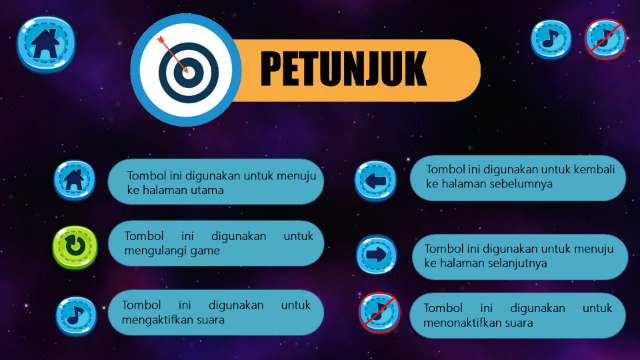 PETUNJUK
Tombol ini digunakan untuk menuju
ke halaman utama
Tombol ini digunakan untuk
mengulangi game
Tombol ini digunakan untuk
mengaktifkan suara
Tombol ini digunakan untuk kembali
ke halaman sebelumnya
Tombol ini digunakan untuk menuju
ke halaman selanjutnya
Tombol ini digunakan untuk
menonaktifkan suara